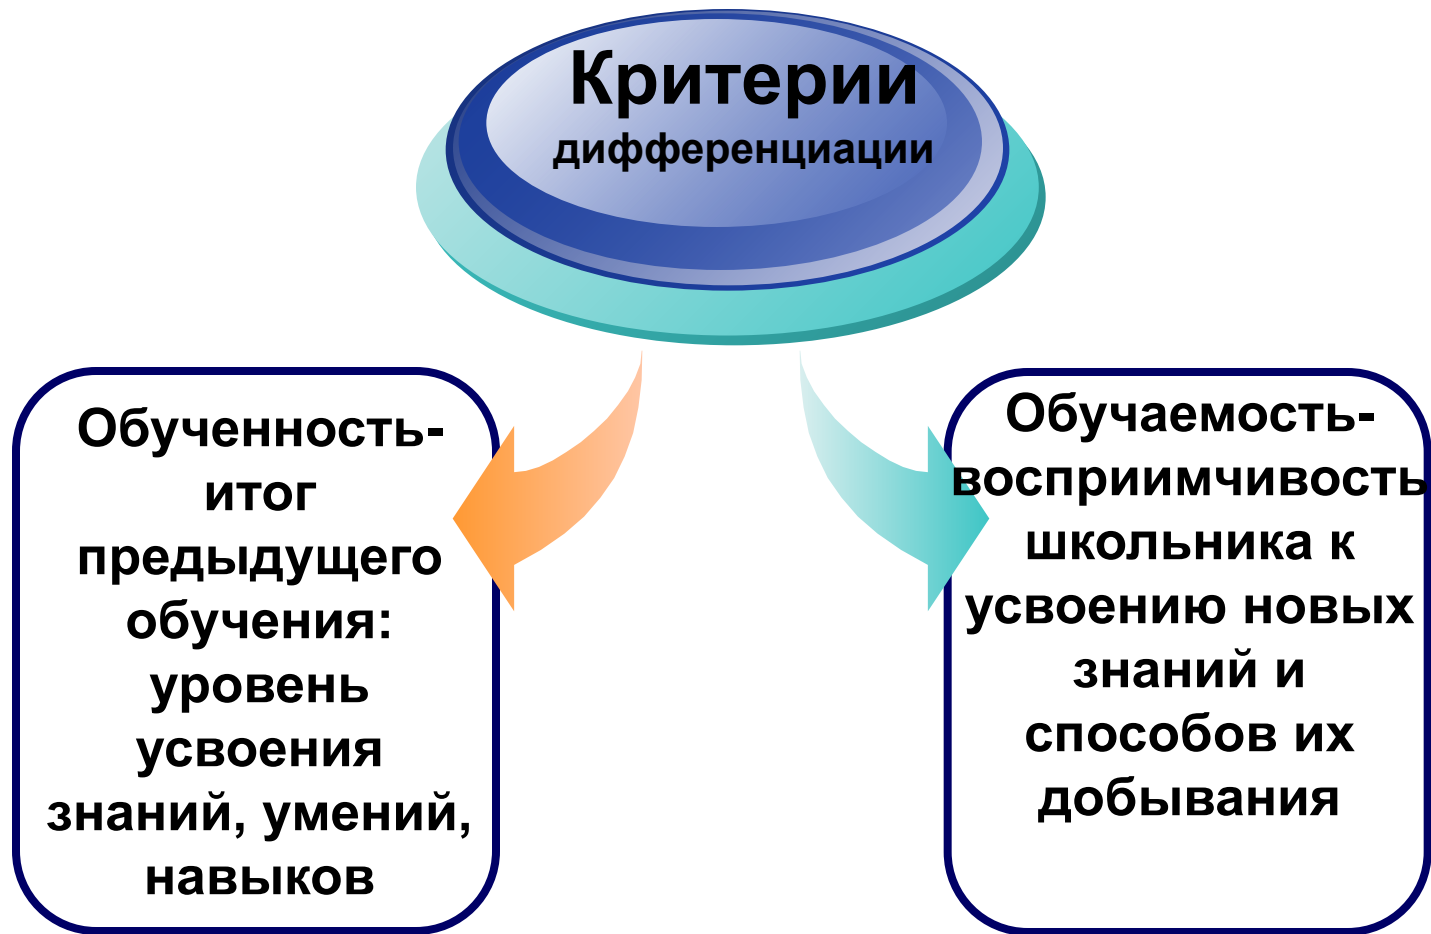 Критерии
дифференциации
Обученность-
итог
предыдущего
обучения:
уровень
усвоения
знаний, умений,
навыков
Обучаемость-
восприимчивость
школьника к
усвоению новых
знаний и
способов их
добывания